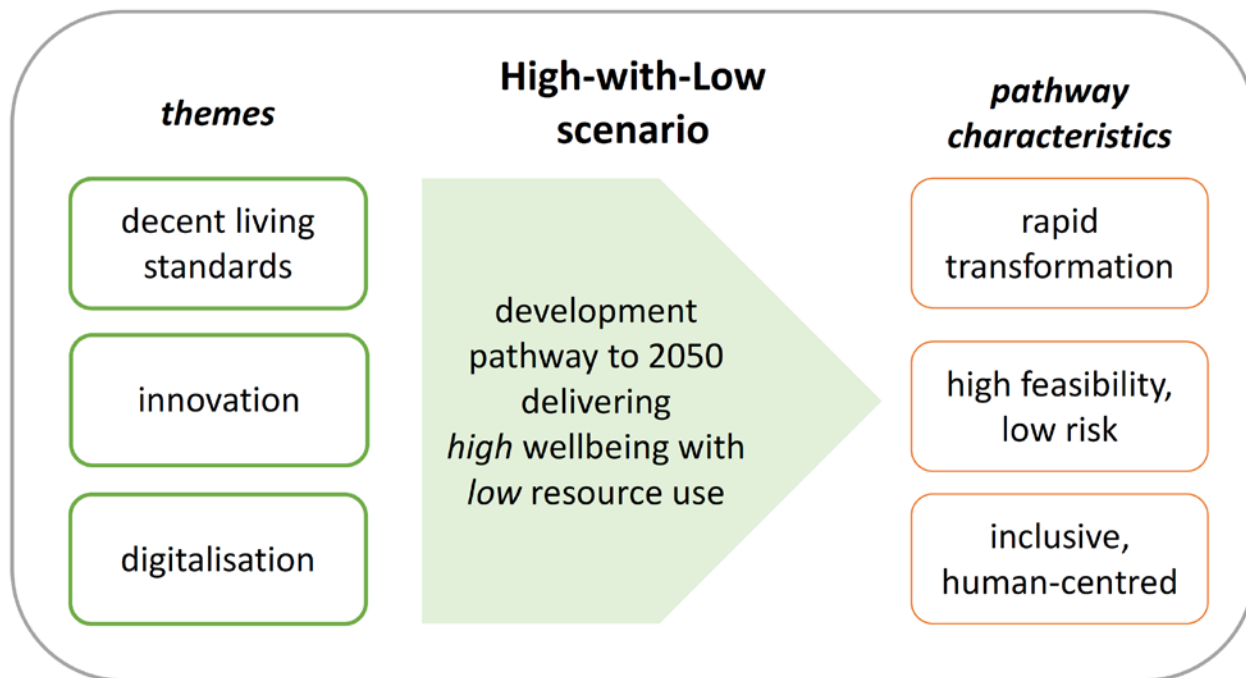 themes
decent living
standards
innovation
digitalisation
High-with-Low
scenario
development
pathway to 2050
delivering
high wellbeing with
low resource use
pathway
characteristics
rapid
transformation
high feasibility,
low risk
inclusive,
human-centred